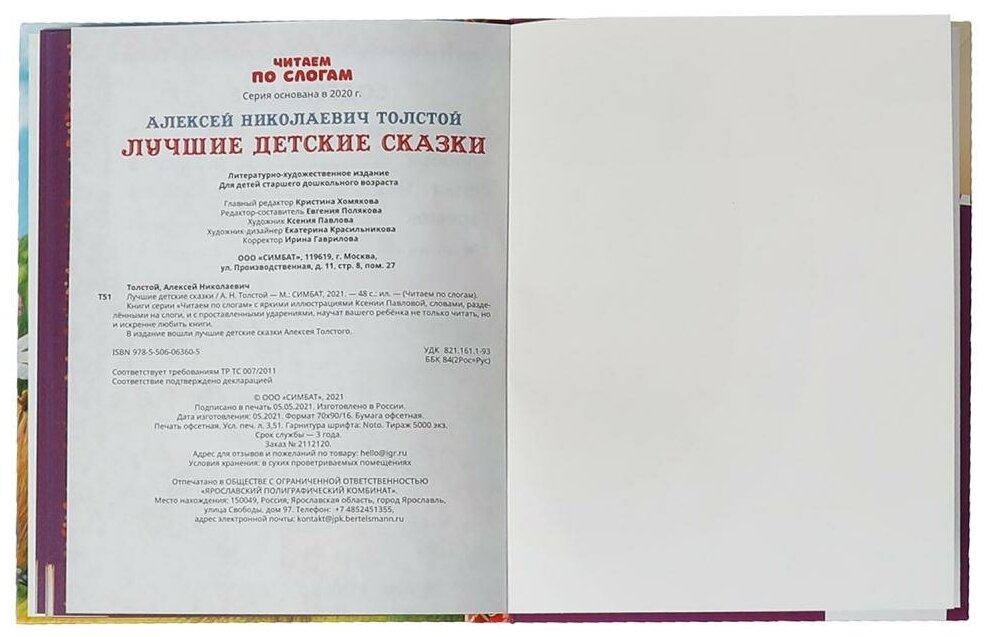 ЧИТАЕМ
ПО СЛОГАМ
Серия основана в 2020 г.
АЛЕКСЕЙ НИКОЛАЕВИЧ ТОЛСТОЙ
ЛУЧШИЕ ДЕТСКИЕ СКАЗКИ
Литературно-художественное издание
Для детей старшего дошкольного возраста
Главный редактор Кристина Хомякова
Редактор-составитель Евгения Полякова
Художник Ксения Павлова
Художник-дизайнер Екатерина Красильникова
Корректор Ирина Гаврилова
ООО «СИМБАТ», 119619, г. Москва,
ул. Производственная, д. 11, стр. 8, пом. 27
Толстой, Алексей Николаевич
Т51 Лучшие детские сказки / А. Н. Толстой — М.: СИМБАТ, 2021. — 48 с.: ил. — (Читаем по слогам).
Книги серии «Читаем по слогам» с яркими иллюстрациями Ксении Павловой, словами, разде-
лёнными на слоги, и с проставленными ударениями, научат вашего ребёнка не только читать, но
и искренне любить книги.
В издание вошли лучшие детские сказки Алексея Толстого.
ISBN 978-5-506-06360-5 УДК 821.161.1-93
ББК 84(2Рос=Рус)
Соответствует требованиям ТР ТС 007/2011
Соответствие подтверждено декларацией
© ООО «СИМБАТ», 2021
Подписано в печать 05.05.2021. Изготовлено в России.
Дата изготовления: 05.2021. Формат 70х90/16. Бумага офсетная.
Печать офсетная. Усл. печ. л. 3,51. Гарнитура шрифта: Noto. Тираж 5000 экз.
Срок службы — 3 года.
Заказ № 2112120.
Адрес для отзывов и пожеланий по товару: hello@igr.ru
Условия хранения: в сухих проветриваемых помещениях
Отпечатано в ОБЩЕСТВЕ С ОГРАНИЧЕННОЙ ОТВЕТСТВЕННОСТЬЮ
«ЯРОСЛАВСКИЙ ПОЛИГРАФИЧЕСКИЙ КОМБИНАТ».
Место нахождения: 150049, Россия, Ярославская область, город Ярославль,
улица Свободы, дом 97. Телефон: +7 4852451355,
адрес электронной почты: kontakt@jpk.bertelsmann.ru